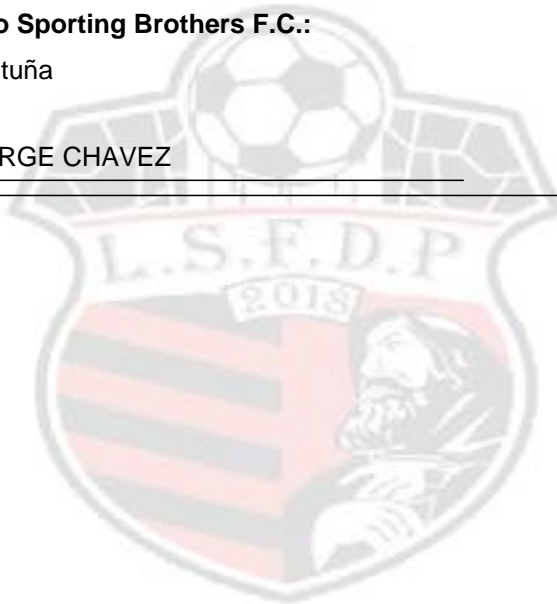 o Sporting Brothers F.C.:
tuña
RGE CHAVEZ
L.S.F.D.P
2018